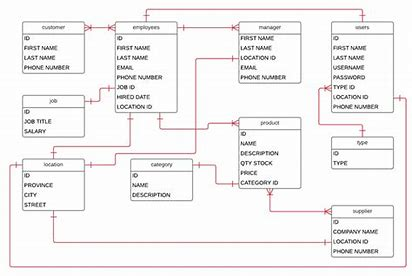 customer
ID
FIRST NAME
LAST NAME
PHONE NUMBER
employees
ID
FIRST NAME
LAST NAME
EMAIL
PHONE NUMBER
JOB ID
HIRED DATE
LOCATION ID
manager
FIRST NAME
LAST NAME
LOCATION ID
EMAIL
PHONE NUMBER
users
ID
FIRST NAME
LAST NAME
USERNAME
PASSWORD
TYPE ID
LOCATION ID
PHONE NUMBER
job
ID
JOB TITLE
SALARY
product
ID
NAME
DESCRIPTION
QTY STOCK
PRICE
CATEGORY ID
type
ID
TYPE
location
ID
PROVINCE
CITY
STREET
category
ID
NAME
DESCRIPTION
supplier
ID
COMPANY NAME
LOCATION ID
PHONE NUMBER